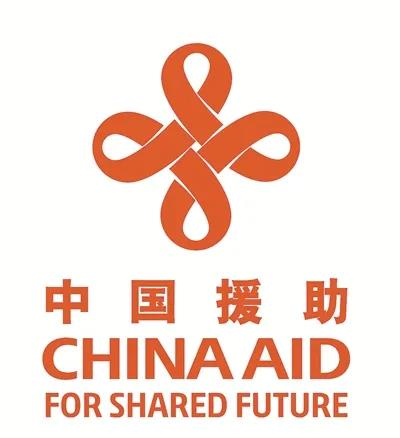 中国援助
CHINA AID
FOR SHARED FUTURE